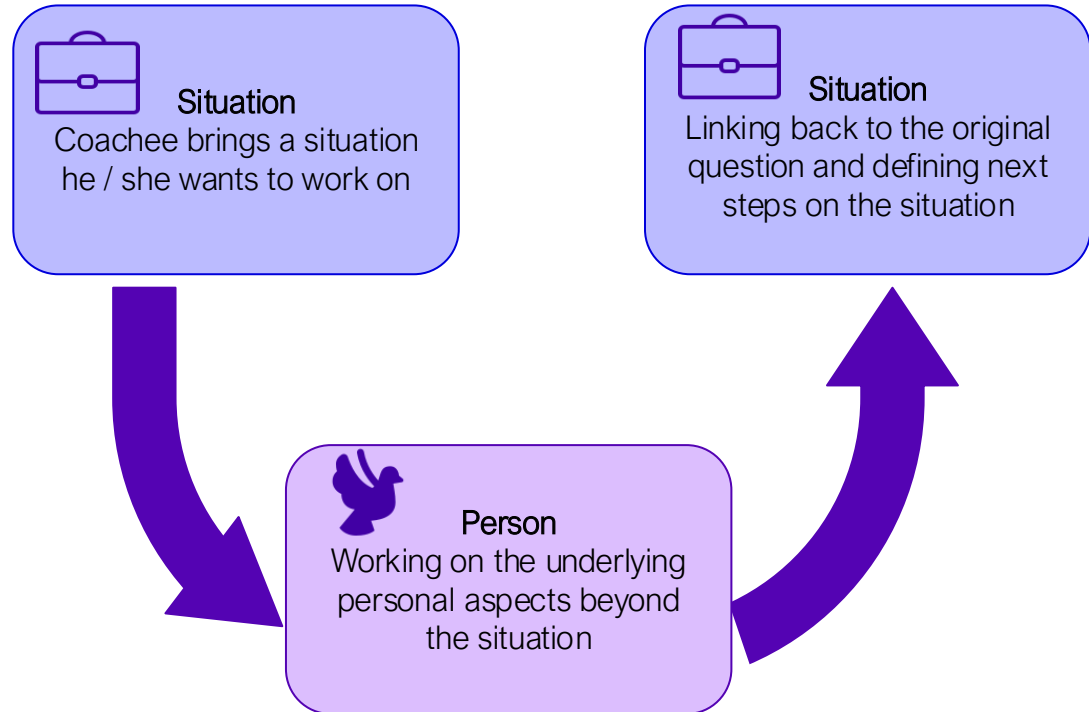 Situation
Coachee brings a situation
he / she wants to work on
Situation
Linking back to the original
question and defining next
steps on the situation
Person
Working on the underlying
personal aspects beyond
the situation